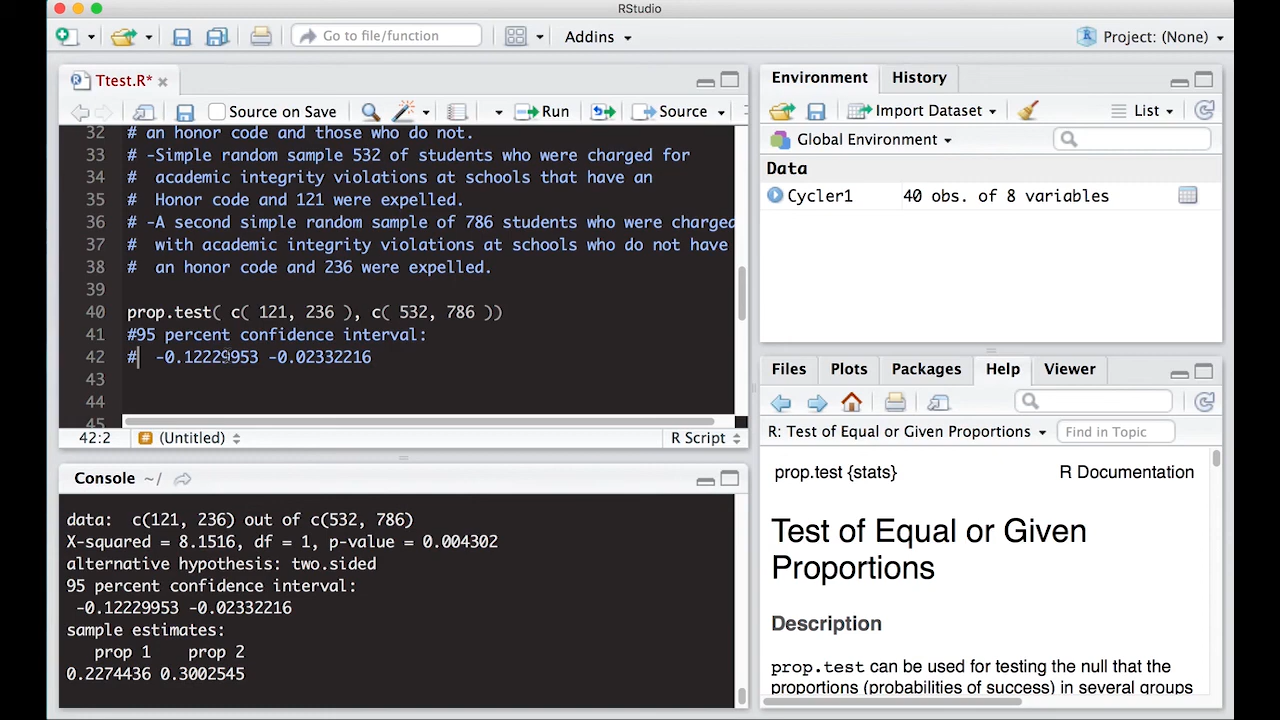 RStudio
Go to file/function
Addins
Project: (None)
Ttest.R*
Source on Save
Run
Source
32 # an honor code and those who do not.
33 # -Simple random sample 532 of students who were charged for
34 # academic integrity violations at schools that have an
35 # Honor code and 121 were expelled.
36 # -A second simple random sample of 786 students who were charged
37 # with academic integrity violations at schools who do not have
38 # an honor code and 236 were expelled.
39
40 prop.test( c( 121, 236 ), c( 532, 786 ))
41 #95 percent confidence interval:
42 # -0.12229953 -0.02332216
43
44
45
42:2 # (Untitled) R Script
Console ~/
data: c(121, 236) out of c(532, 786)
X-squared = 8.1516, df = 1, p-value = 0.004302
alternative hypothesis: two.sided
95 percent confidence interval:
-0.12229953 -0.02332216
sample estimates:
prop 1 prop 2
0.2274436 0.3002545
Environment History
Import Dataset List
Global Environment
Data
Cycler1 40 obs. of 8 variables
Files Plots Packages Help Viewer
R: Test of Equal or Given Proportions Find in Topic
prop.test {stats} R Documentation
Test of Equal or Given
Proportions
Description
prop.test can be used for testing the null that the
proportions (probabilities of success) in several groups